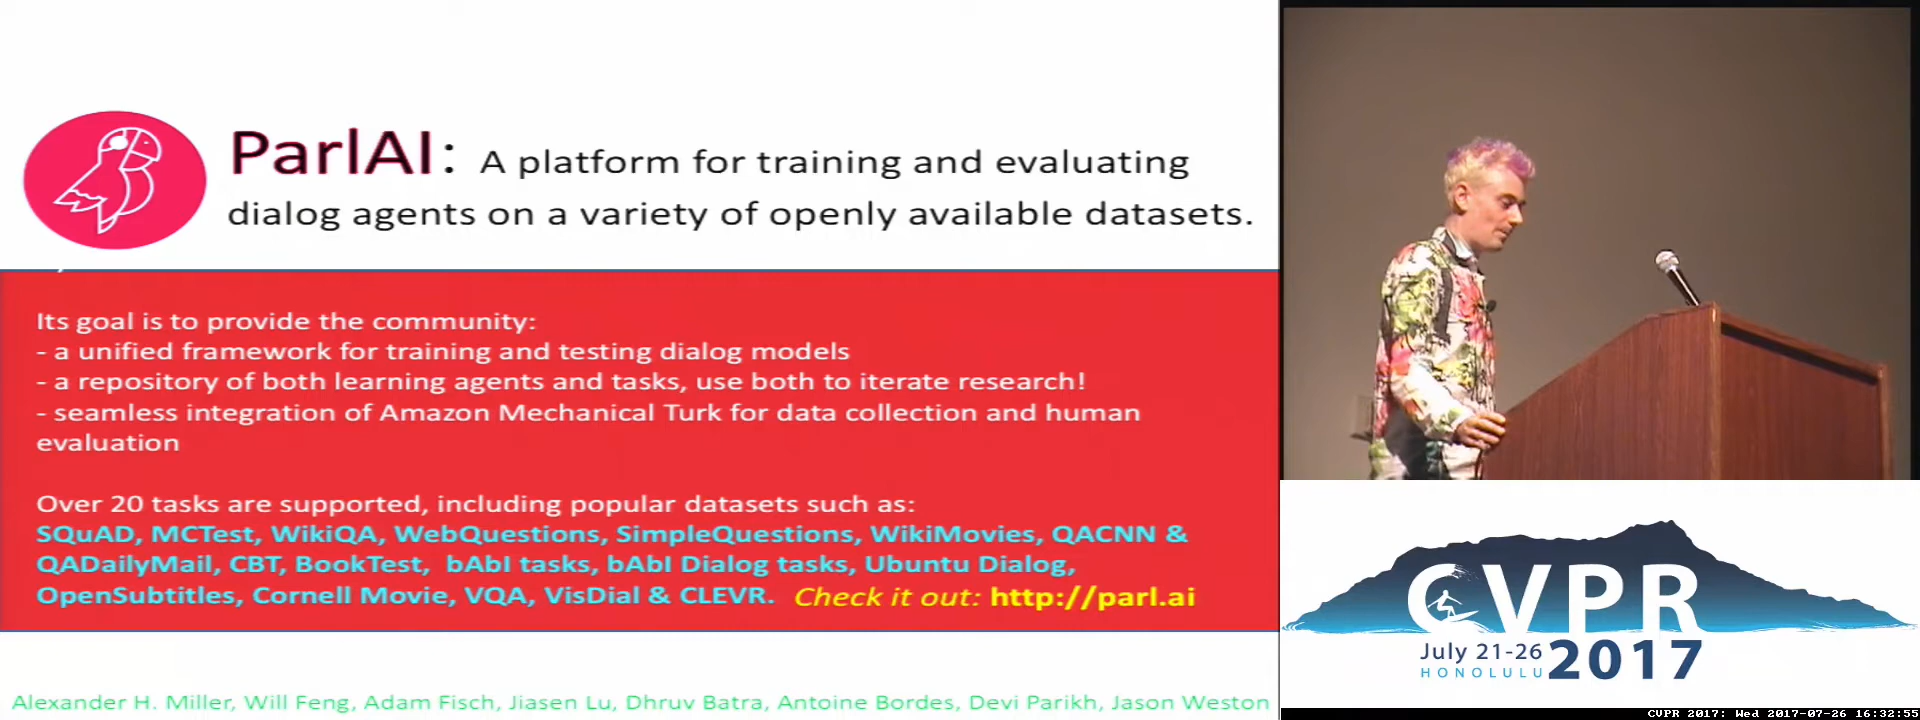 ParlAI: A platform for training and evaluating
dialog agents on a variety of openly available datasets.
Its goal is to provide the community:
- a unified framework for training and testing dialog models
- a repository of both learning agents and tasks, use both to iterate research!
- seamless integration of Amazon Mechanical Turk for data collection and human
evaluation
Over 20 tasks are supported, including popular datasets such as:
SQuAD, MCTest, WikiQA, WebQuestions, SimpleQuestions, WikiMovies, QACNN &
QADailyMail, CBT, BookTest, bAbI tasks, bAbI Dialog tasks, Ubuntu Dialog,
OpenSubtitles, Cornell Movie, VQA, VisDial & CLEVR. Check it out: http://parl.ai
Alexander H. Miller, Will Feng, Adam Fisch, Jiasen Lu, Dhruv Batra, Antoine Bordes, Devi Parikh, Jason Weston
CVPR
July 21-26
HONOLULU
2017
CVPR 2017: Wed 2017-07-26 16:32:55